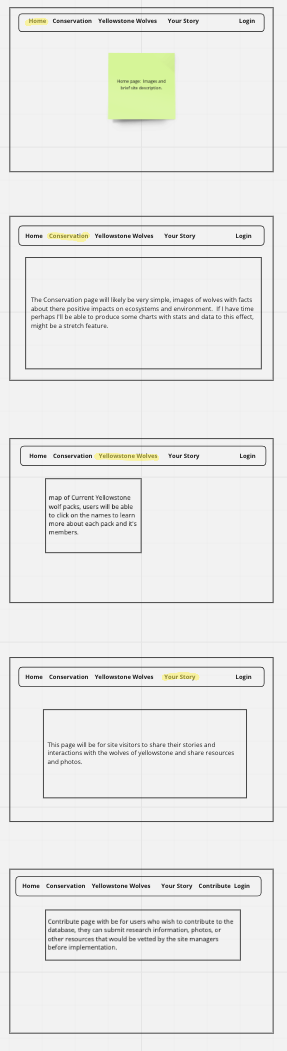 Home Conservation Yellowstone Wolves Your Story Login
Home page: Images and
brief site description.
Home Conservation Yellowstone Wolves Your Story Login
The Conservation page will likely be very simple, images of wolves with facts
about there positive impacts on ecosystems and environment. If I have time
perhaps I'll be able to produce some charts with stats and data to this effect,
might be a stretch feature.
Home Conservation Yellowstone Wolves Your Story Login
map of Current Yellowstone
wolf packs, users will be able
to click on the names to learn
more about each pack and it's
members.
Home Conservation Yellowstone Wolves Your Story Login
This page will be for site visitors to share their stories and
interactions with the wolves of yellowstone and share resources
and photos.
Home Conservation Yellowstone Wolves Your Story Contribute Login
Contribute page with be for users who wish to contribute to the
database, they can submit research information, photos, or
other resources that would be vetted by the site managers
before implementation.